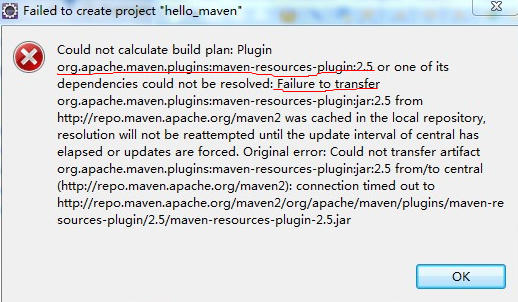 Failed to create project "hello_maven"
Could not calculate build plan: Plugin
org.apache.maven.plugins:maven-resources-plugin:2.5 or one of its
dependencies could not be resolved: Failure to transfer
org.apache.maven.plugins:maven-resources-plugin:jar:2.5 from
http://repo.maven.apache.org/maven2 was cached in the local repository,
resolution will not be reattempted until the update interval of central has
elapsed or updates are forced. Original error: Could not transfer artifact
org.apache.maven.plugins:maven-resources-plugin:jar:2.5 from/to central
(http://repo.maven.apache.org/maven2): connection timed out to
http://repo.maven.apache.org/maven2/org/apache/maven/plugins/maven-re
sources-plugin/2.5/maven-resources-plugin-2.5.jar
OK